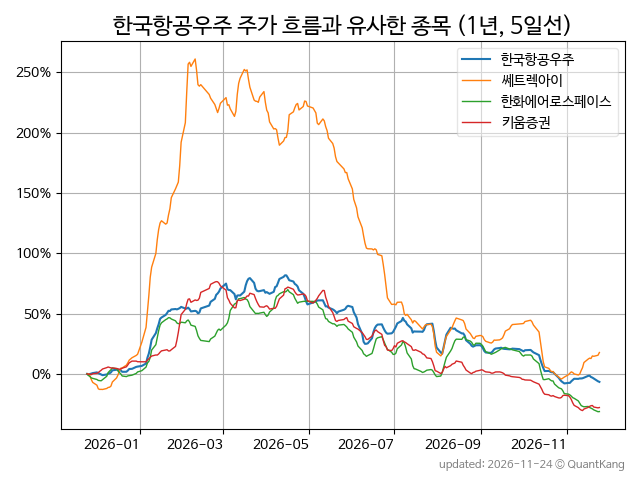 한국항공우주 주가 흐름과 유사한 종목 (1년, 5일선)
한국항공우주
쎄트렉아이
한화에어로스페이스
키움증권
250%
200%
150%
100%
50%
0%
2026-01 2026-03 2026-05 2026-07 2026-09 2026-11
updated: 2026-11-24 © QuantKang